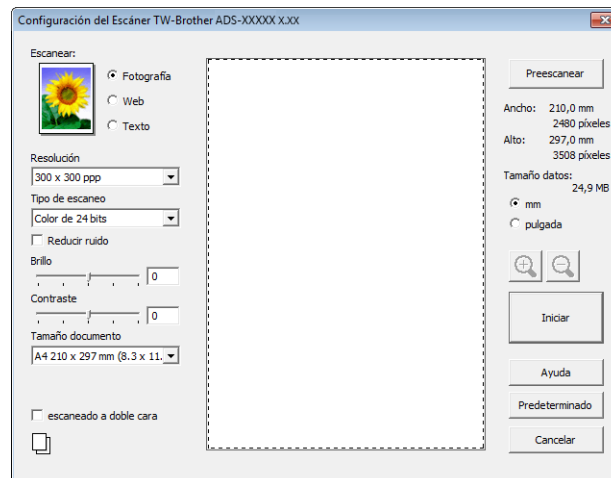 Configuración del Escáner TW-Brother ADS-XXXXX X.XX
Escanear:
Fotografía
Web
Texto
Resolución
300 x 300 ppp
Tipo de escaneo
Color de 24 bits
Reducir ruido
Brillo
0
Contraste
0
Tamaño documento
A4 210 x 297 mm (8.3 x 11.
escaneado a doble cara
Preescanear
Ancho: 210,0 mm
2480 píxeles
Alto: 297,0 mm
3508 píxeles
Tamaño datos:
24,9 MB
mm
pulgada
Iniciar
Ayuda
Predeterminado
Cancelar